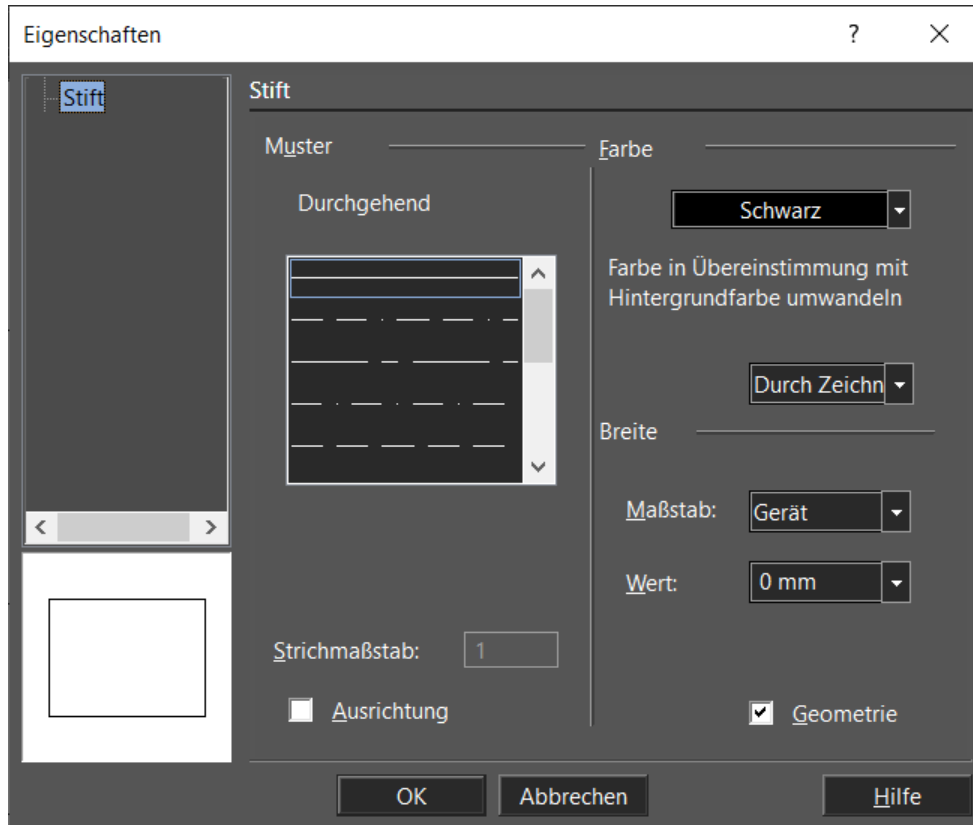 Eigenschaften
?
Stift
Stift
Muster
Durchgehend
Strichmaßstab:
1
Ausrichtung
Farbe
Schwarz
Farbe in Übereinstimmung mit
Hintergrundfarbe umwandeln
Durch Zeichn
Breite
Maßstab:
Gerät
Wert:
0 mm
Geometrie
OK
Abbrechen
Hilfe